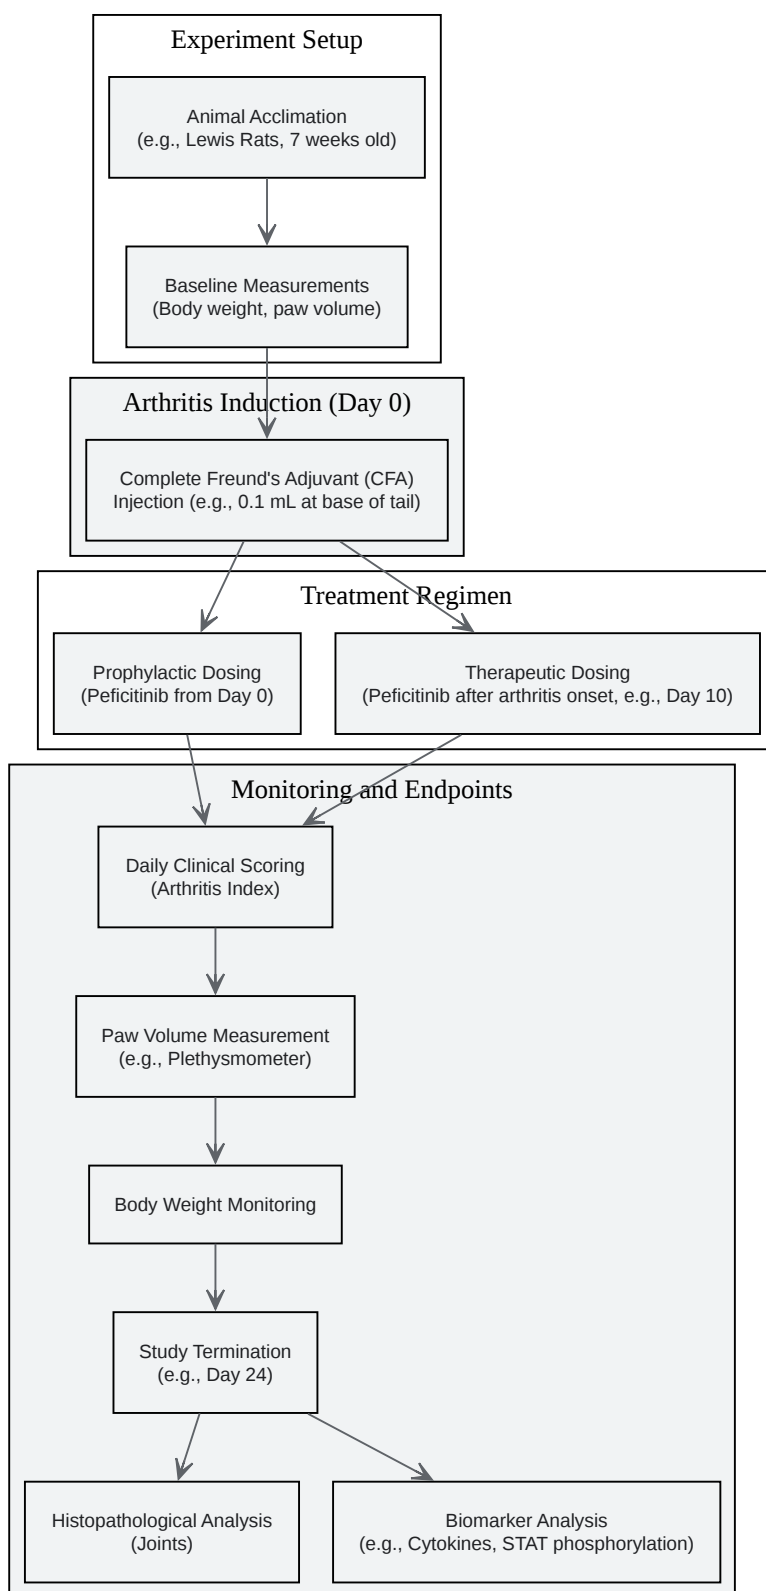 Experiment Setup
Animal Acclimation
(e.g., Lewis Rats, 7 weeks old)
Baseline Measurements
(Body weight, paw volume)
Arthritis Induction (Day 0)
Complete Freund's Adjuvant (CFA)
Injection (e.g., 0.1 mL at base of tail)
Treatment Regimen
Prophylactic Dosing
(Peficitinib from Day 0)
Therapeutic Dosing
(Peficitinib after arthritis onset, e.g., Day 10)
Monitoring and Endpoints
Daily Clinical Scoring
(Arthritis Index)
Paw Volume Measurement
(e.g., Plethysmometer)
Body Weight Monitoring
Study Termination
(e.g., Day 24)
Histopathological Analysis
(Joints)
Biomarker Analysis
(e.g., Cytokines, STAT phosphorylation)